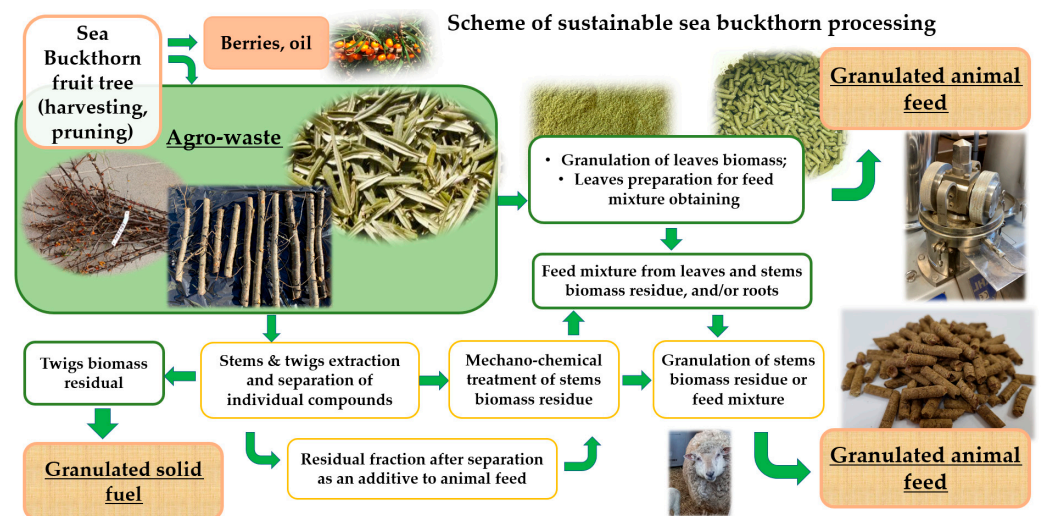 Scheme of sustainable sea buckthorn processing
Sea
Buckthorn
fruit tree
(harvesting,
pruning)
Berries, oil
Agro-waste
• Granulation of leaves biomass;
• Leaves preparation for feed
mixture obtaining
Granulated animal
feed
Feed mixture from leaves and stems
biomass residue, and/or roots
Twigs biomass
residual
Stems & twigs extraction
and separation of
individual compounds
Mechano-chemical
treatment of stems
biomass residue
Granulation of stems
biomass residue or
feed mixture
Granulated solid
fuel
Residual fraction after separation
as an additive to animal feed
Granulated animal
feed